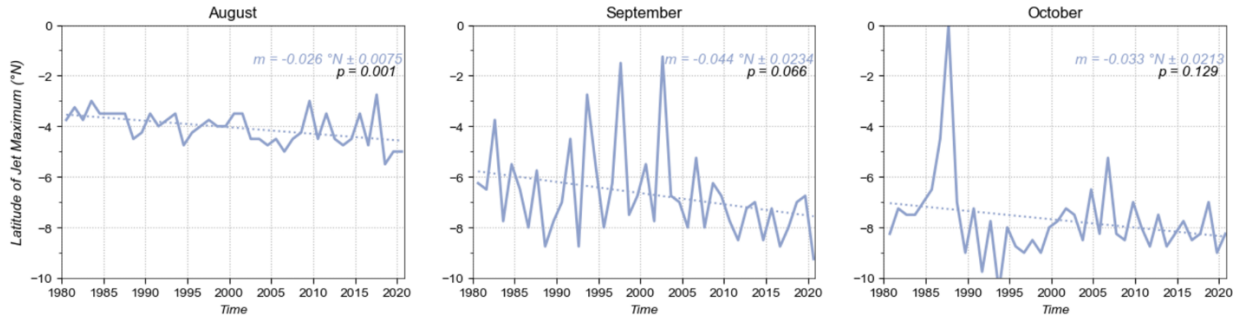 August
September
October
Latitude of Jet Maximum (°N)
0
−2
−4
−6
−8
−10
m = -0.026 °N ± 0.0075
p = 0.001
1980 1985 1990 1995 2000 2005 2010 2015 2020
Time
0
−2
−4
−6
−8
−10
m = -0.044 °N ± 0.0234
p = 0.066
1980 1985 1990 1995 2000 2005 2010 2015 2020
Time
0
−2
−4
−6
−8
−10
m = -0.033 °N ± 0.0213
p = 0.129
1980 1985 1990 1995 2000 2005 2010 2015 2020
Time